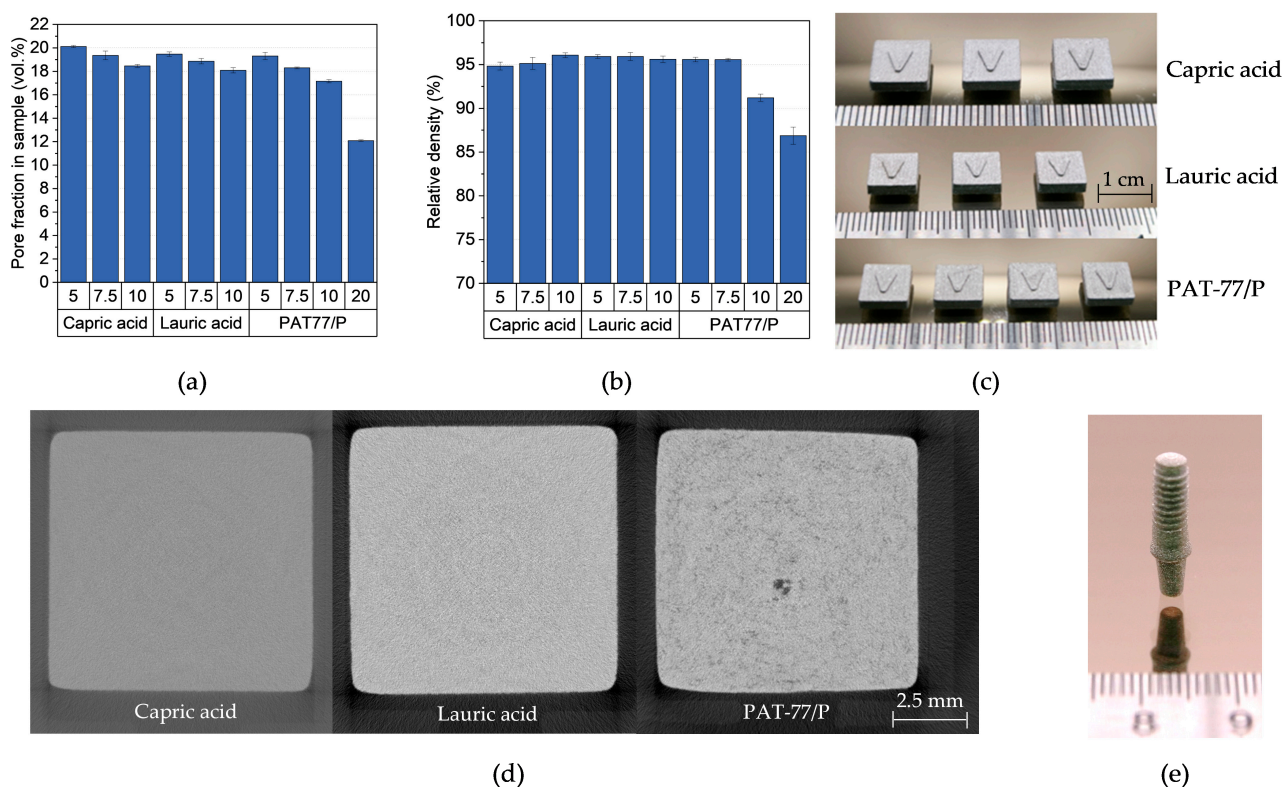 22
20
18
16
14
12
10
8
6
4
2
0
Pore fraction in sample (vol.%)
5 7.5 10 5 7.5 10 5 7.5 10 20
Capric acid Lauric acid PAT77/P
(a)
100
95
90
85
80
75
70
Relative density (%)
5 7.5 10 5 7.5 10 5 7.5 10 20
Capric acid Lauric acid PAT77/P
(b)
V V V
Capric acid
V V V
Lauric acid
1 cm
V V V V
PAT-77/P
(c)
Capric acid
Lauric acid
PAT-77/P
2.5 mm
(d)
8 9
(e)